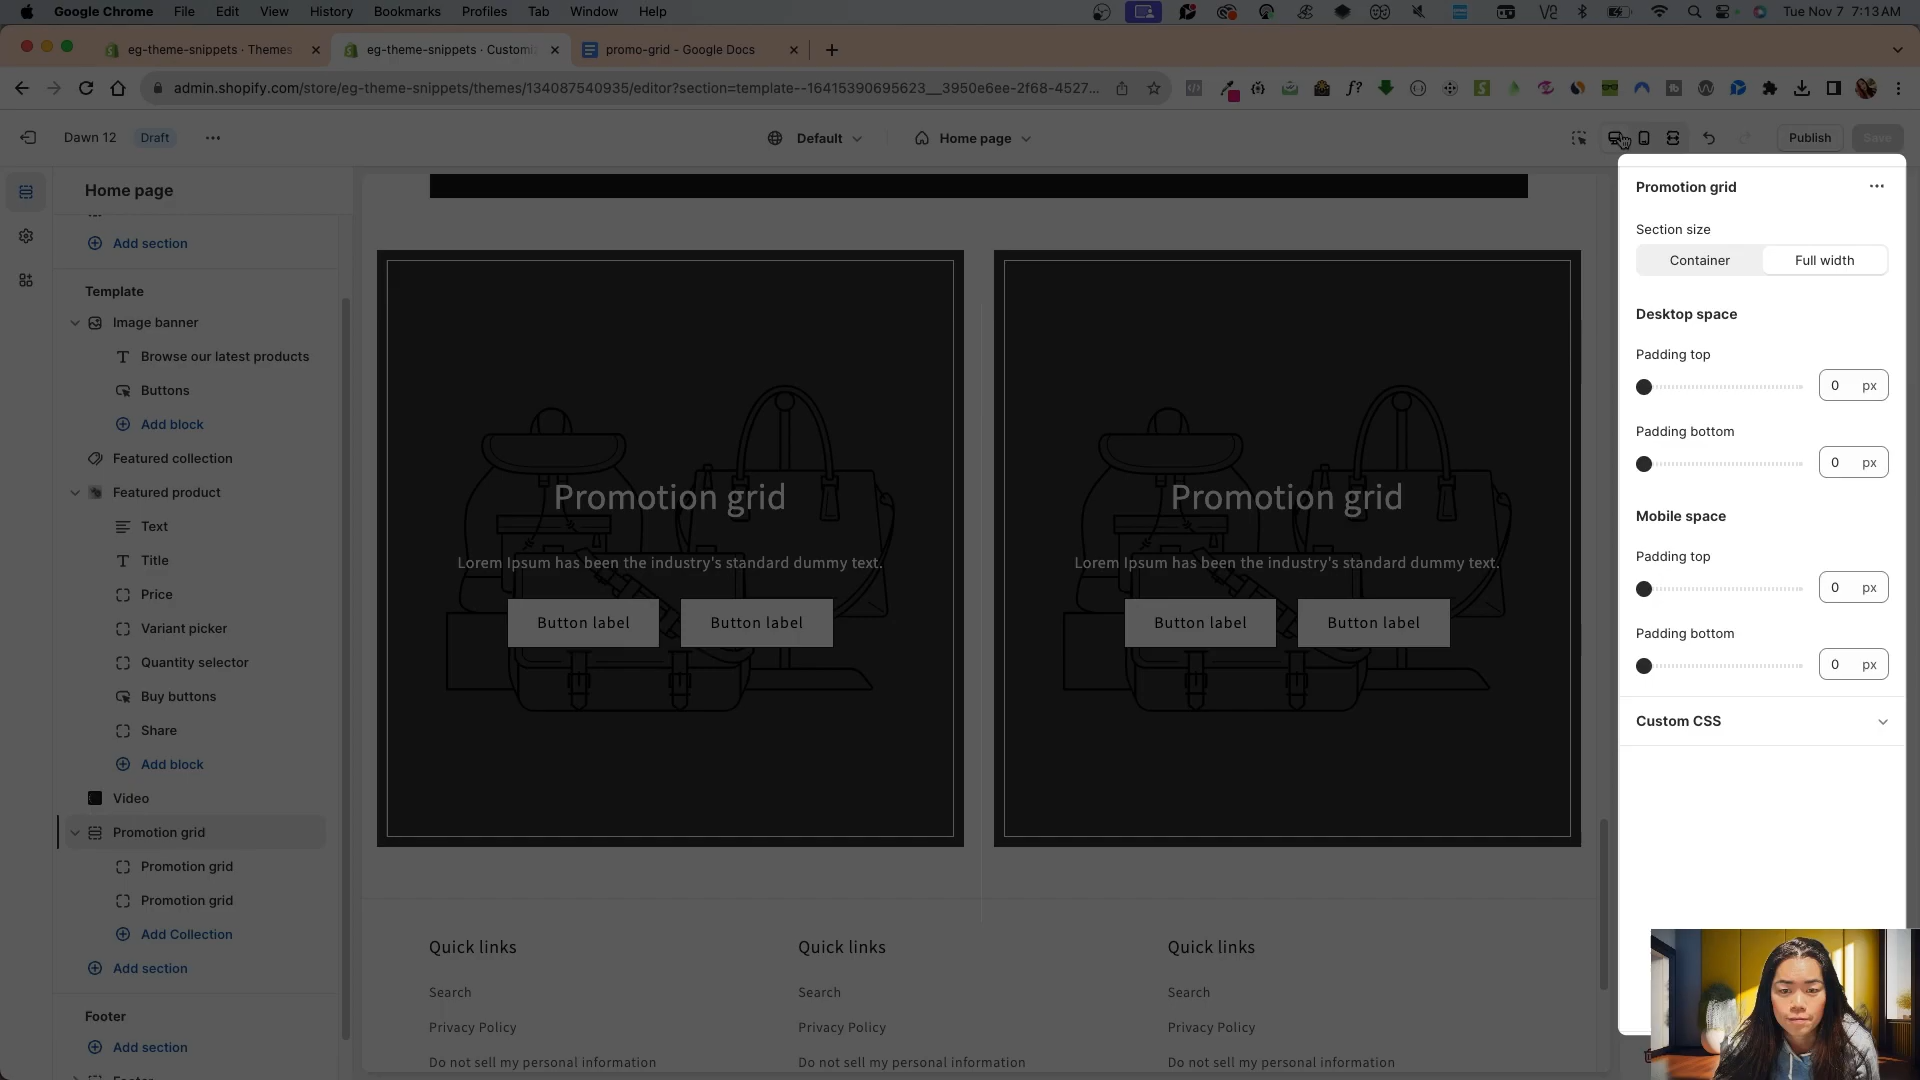 Google Chrome File Edit View History Bookmarks Profiles Tab Window Help Tue Nov 7 7:13 AM
eg-theme-snippets · Themes eg-theme-snippets · Customi promo-grid - Google Docs
admin.shopify.com/store/eg-theme-snippets/themes/134087540935/editor?section=template--16415390695623__3950e6ee-2f68-4527...
Dawn 12 Draft Default Home page Publish Save
Home page
Add section
Template
Image banner
Browse our latest products
Buttons
Add block
Featured collection
Featured product
Text
Title
Price
Variant picker
Quantity selector
Buy buttons
Share
Add block
Video
Promotion grid
Promotion grid
Promotion grid
Add Collection
Add section
Footer
Add section
Promotion grid
Lorem Ipsum has been the industry's standard dummy text.
Button label Button label
Promotion grid
Lorem Ipsum has been the industry's standard dummy text.
Button label Button label
Quick links
Search
Privacy Policy
Do not sell my personal information
Quick links
Search
Privacy Policy
Do not sell my personal information
Quick links
Search
Privacy Policy
Do not sell my personal information
Promotion grid
Section size
Container Full width
Desktop space
Padding top
0 px
Padding bottom
0 px
Mobile space
Padding top
0 px
Padding bottom
0 px
Custom CSS